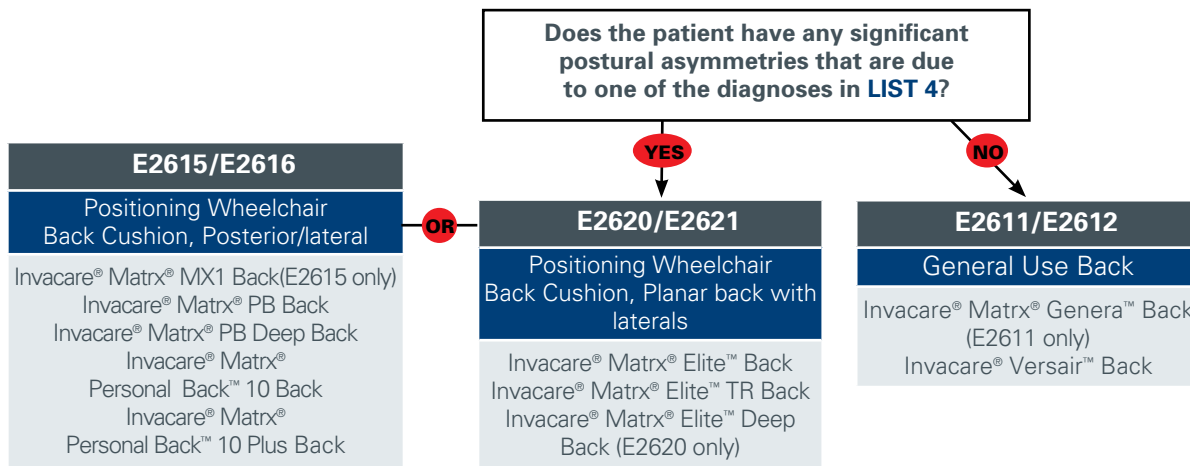 Does the patient have any significant
postural asymmetries that are due
to one of the diagnoses in LIST 4?
YES
NO
E2615/E2616
Positioning Wheelchair
Back Cushion, Posterior/lateral
Invacare® Matrx® MX1 Back(E2615 only)
Invacare® Matrx® PB Back
Invacare® Matrx® PB Deep Back
Invacare® Matrx®
Personal Back™ 10 Back
Invacare® Matrx®
Personal Back™ 10 Plus Back
OR
E2620/E2621
Positioning Wheelchair
Back Cushion, Planar back with
laterals
Invacare® Matrx® Elite™ Back
Invacare® Matrx® Elite™ TR Back
Invacare® Matrx® Elite™ Deep
Back (E2620 only)
E2611/E2612
General Use Back
Invacare® Matrx® Genera™ Back
(E2611 only)
Invacare® Versair™ Back